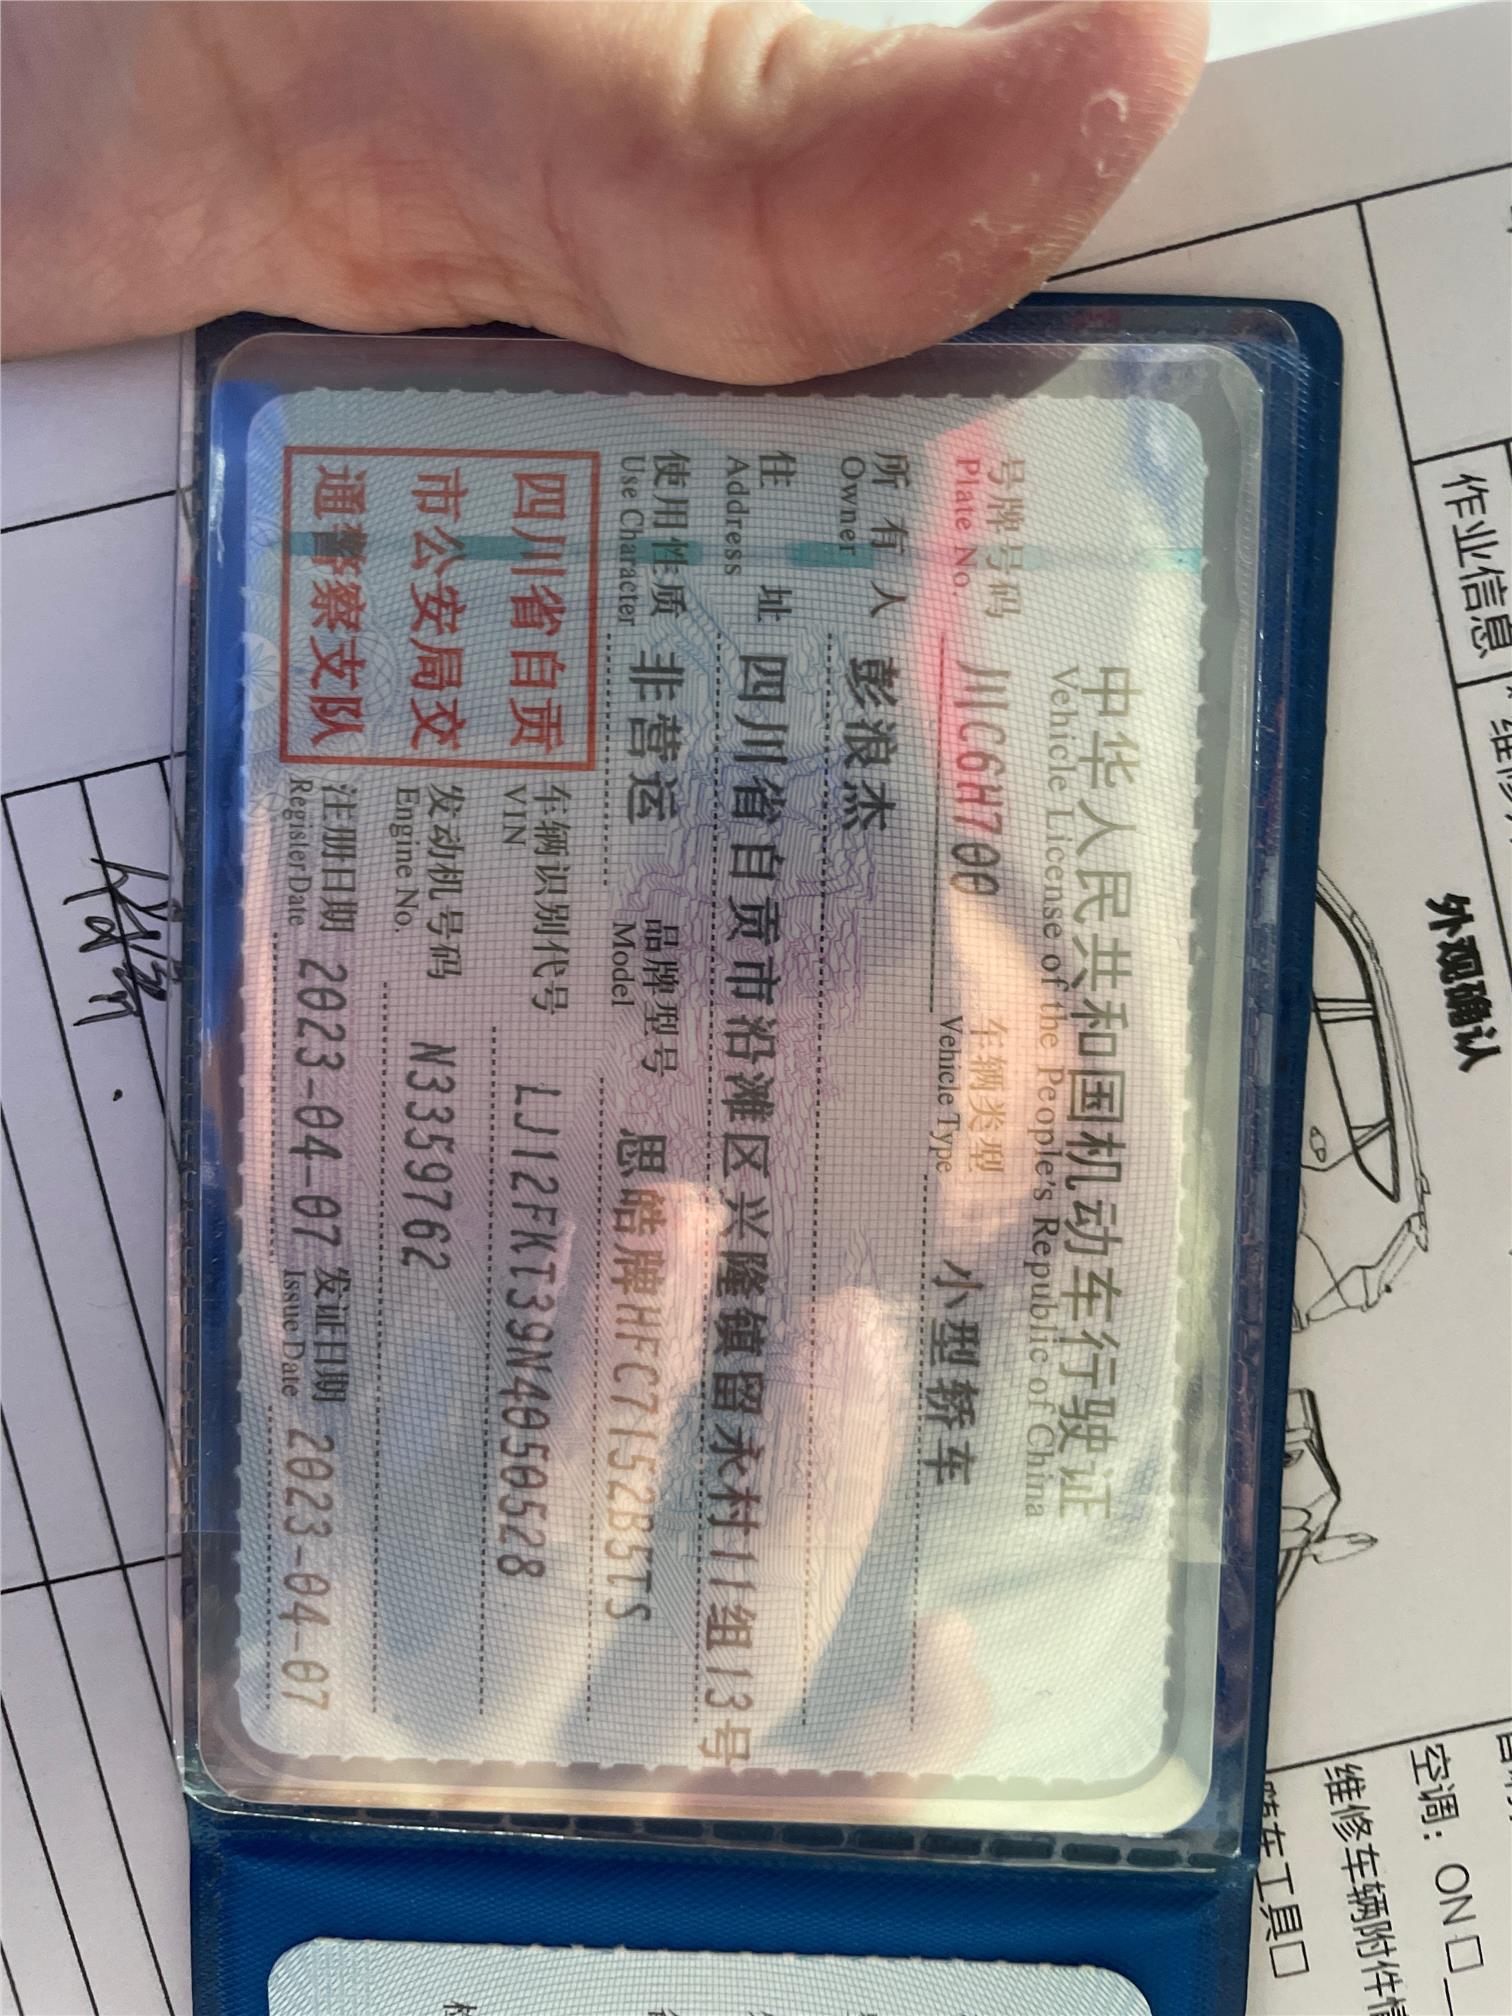 中华人民共和国机动车行驶证
Vehicle License of the People's Republic of China
号牌号码 川C6H700 车辆类型 小型轿车
Plate No. Vehicle Type
所有人 彭浪杰
Owner
住址 四川省自贡市沿滩区兴隆镇留永村11组13号
Address
使用性质 非营运 品牌型号 思皓牌HFC7152B5TS
Use Character Model
四川省自贡
市公安局交
通警察支队
车辆识别代号 LJ12FKT39N4050528
VIN
发动机号码 N3359762
Engine No.
注册日期 2023-04-07 发证日期 2023-04-07
Register Date Issue Date
作业信息
外观确认
空调：ON □
维修车辆附件
随车工具□